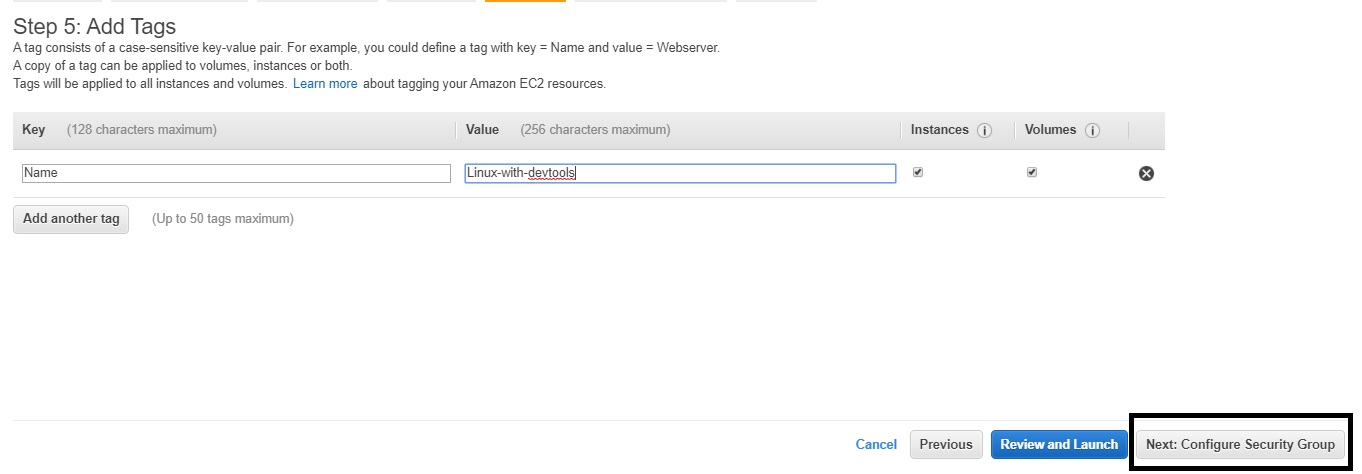 Step 5: Add Tags
A tag consists of a case-sensitive key-value pair. For example, you could define a tag with key = Name and value = Webserver.
A copy of a tag can be applied to volumes, instances or both.
Tags will be applied to all instances and volumes. Learn more about tagging your Amazon EC2 resources.
Key (128 characters maximum) Value (256 characters maximum) Instances i Volumes i
Name Linux-with-devtools
Add another tag (Up to 50 tags maximum)
Cancel Previous Review and Launch Next: Configure Security Group